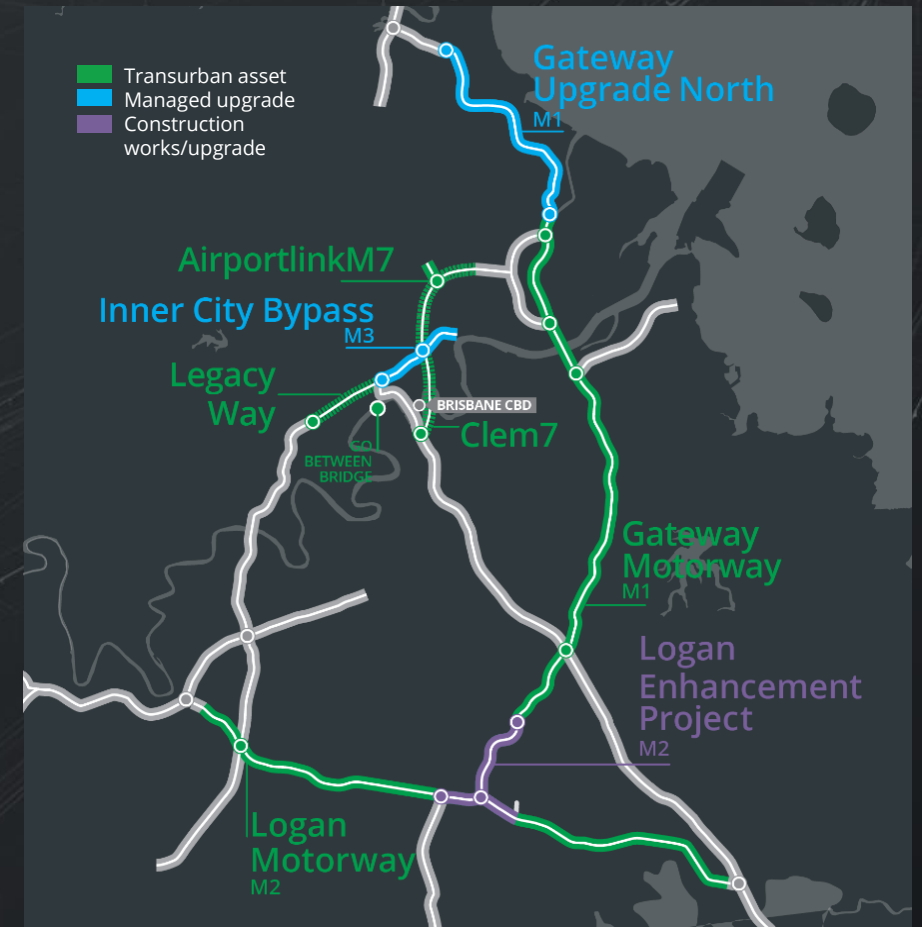 Transurban asset
Managed upgrade
Construction
works/upgrade
Gateway
Upgrade North
M1
AirportlinkM7
Inner City Bypass
M3
Legacy
Way
BRISBANE CBD
Clem7
GO
BETWEEN
BRIDGE
Gateway
Motorway
M1
Logan
Enhancement
Project
M2
Logan
Motorway
M2